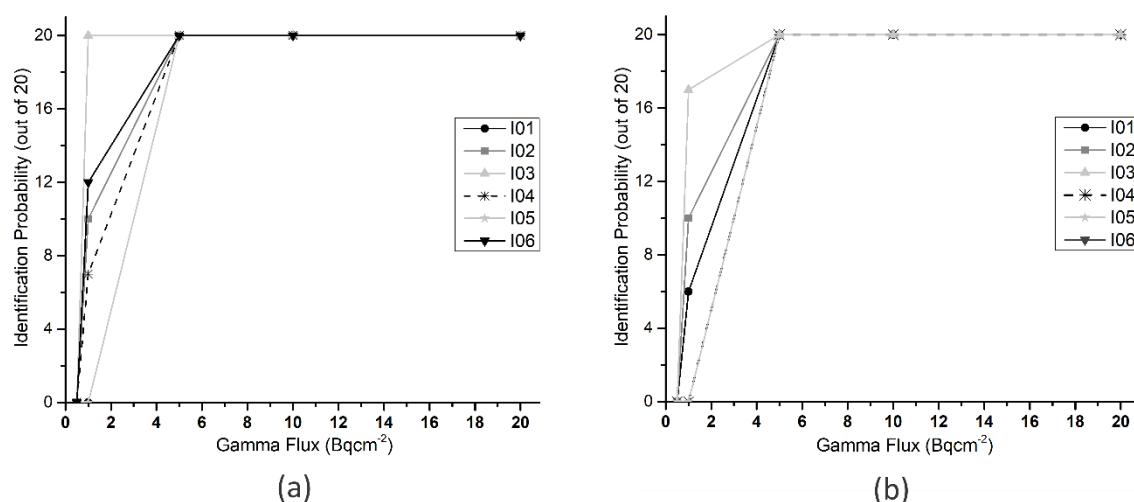 Identification Probability (out of 20)
20
16
12
8
4
0
0 2 4 6 8 10 12 14 16 18 20
Gamma Flux (Bqcm⁻²)
I01
I02
I03
I04
I05
I06
(a)
Identification Probability (out of 20)
20
16
12
8
4
0
0 2 4 6 8 10 12 14 16 18 20
Gamma Flux (Bqcm⁻²)
I01
I02
I03
I04
I05
I06
(b)